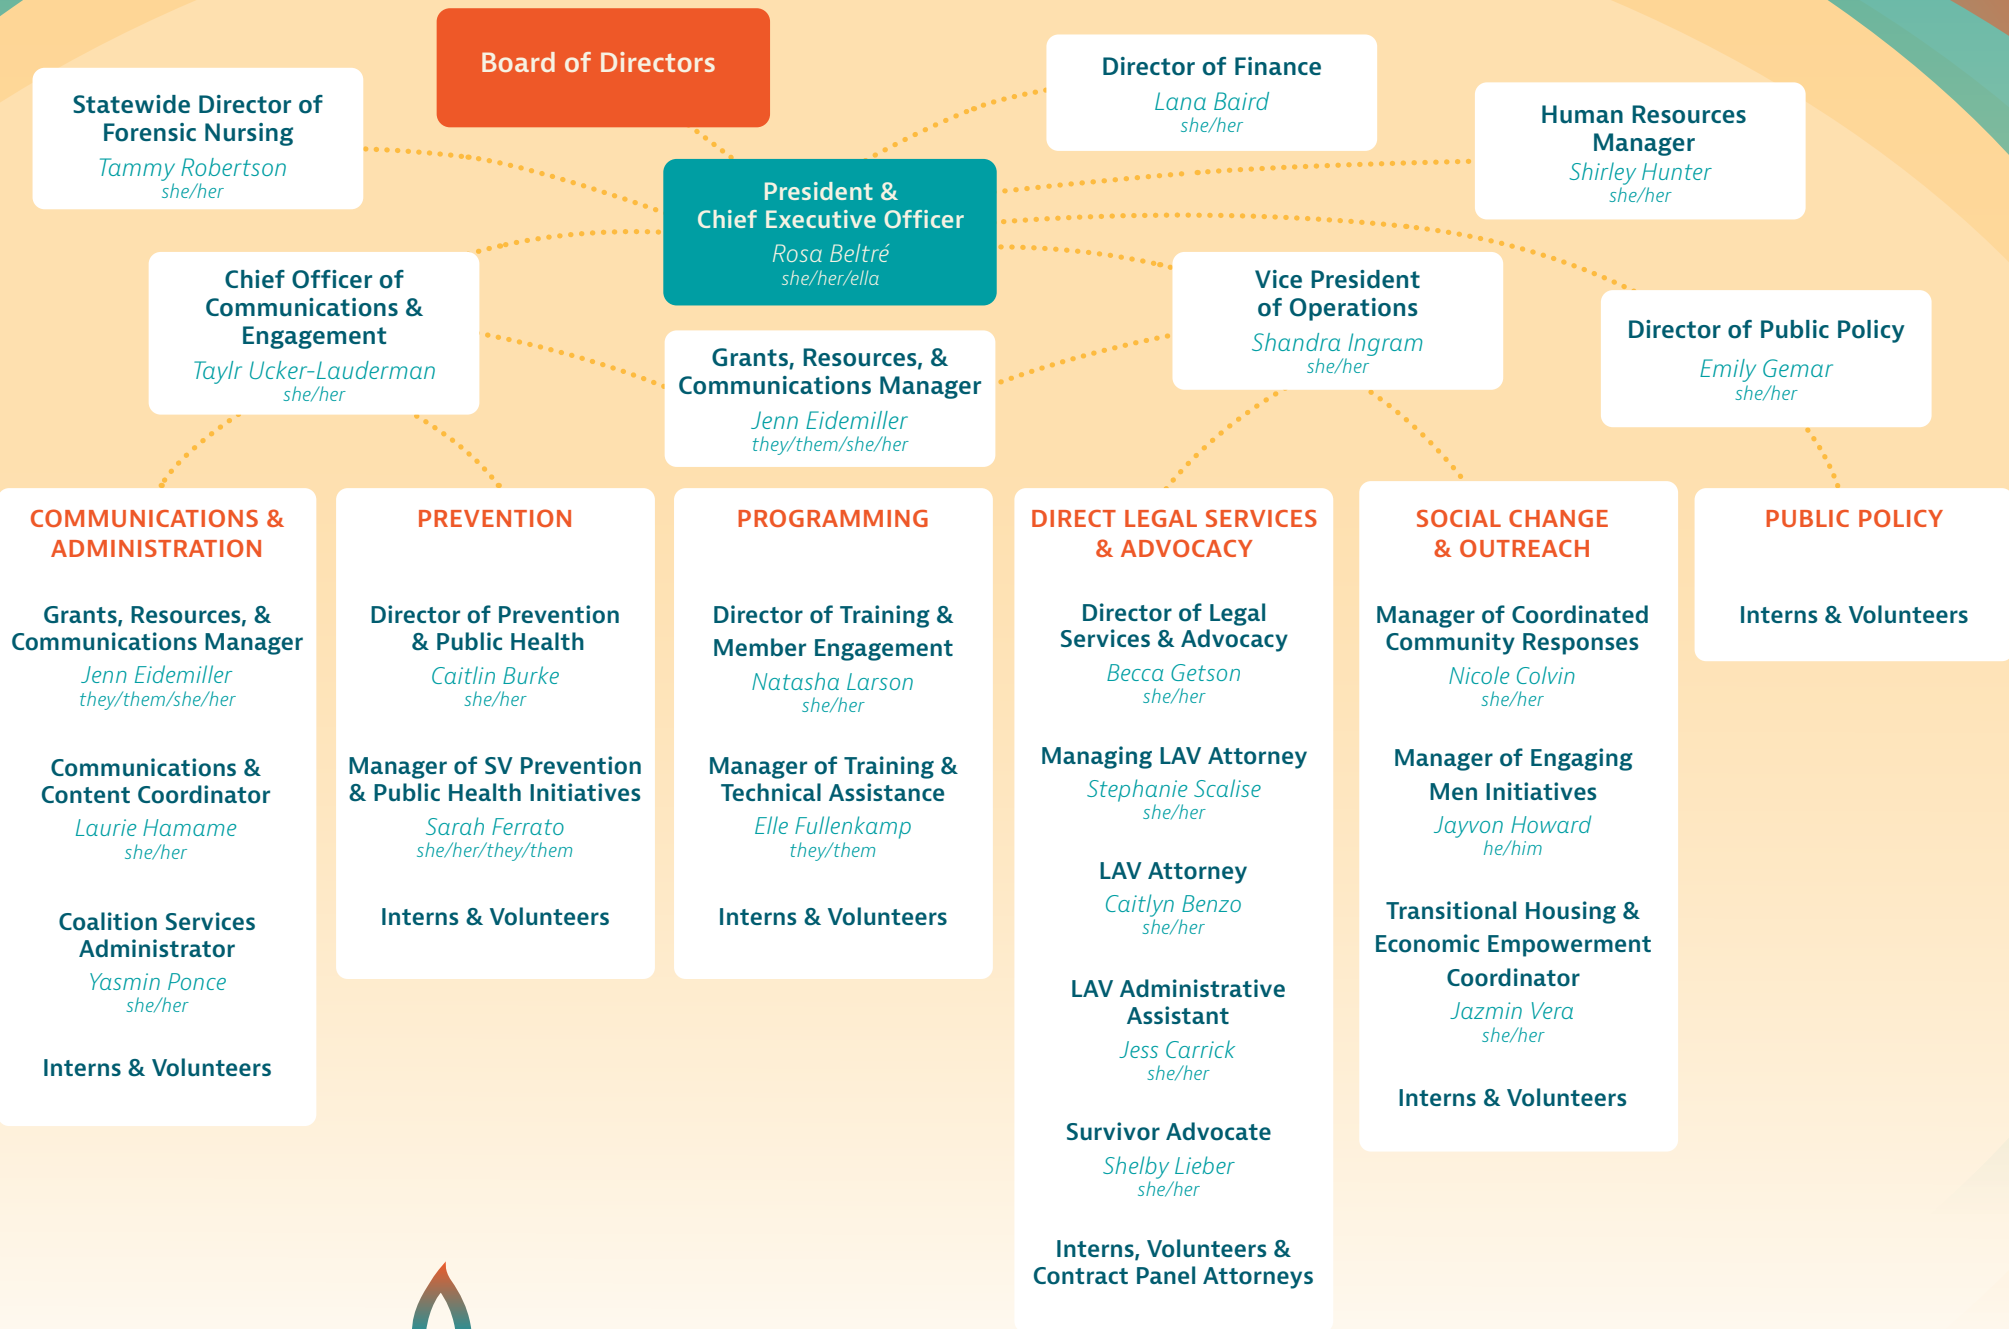 Board of Directors
Statewide Director of
Forensic Nursing
Tammy Robertson
she/her
Director of Finance
Lana Baird
she/her
Human Resources
Manager
Shirley Hunter
she/her
President &
Chief Executive Officer
Rosa Beltré
she/her/ella
Chief Officer of
Communications &
Engagement
Taylr Ucker-Lauderman
she/her
Grants, Resources, &
Communications Manager
Jenn Eidemiller
they/them/she/her
Vice President
of Operations
Shandra Ingram
she/her
Director of Public Policy
Emily Gemar
she/her
COMMUNICATIONS &
ADMINISTRATION
Grants, Resources, &
Communications Manager
Jenn Eidemiller
they/them/she/her
Communications &
Content Coordinator
Laurie Hamame
she/her
Coalition Services
Administrator
Yasmin Ponce
she/her
Interns & Volunteers
PREVENTION
Director of Prevention
& Public Health
Caitlin Burke
she/her
Manager of SV Prevention
& Public Health Initiatives
Sarah Ferrato
she/her/they/them
Interns & Volunteers
PROGRAMMING
Director of Training &
Member Engagement
Natasha Larson
she/her
Manager of Training &
Technical Assistance
Elle Fullenkamp
they/them
Interns & Volunteers
DIRECT LEGAL SERVICES
& ADVOCACY
Director of Legal
Services & Advocacy
Becca Getson
she/her
Managing LAV Attorney
Stephanie Scalise
she/her
LAV Attorney
Caitlyn Benzo
she/her
LAV Administrative
Assistant
Jess Carrick
she/her
Survivor Advocate
Shelby Lieber
she/her
Interns, Volunteers &
Contract Panel Attorneys
SOCIAL CHANGE
& OUTREACH
Manager of Coordinated
Community Responses
Nicole Colvin
she/her
Manager of Engaging
Men Initiatives
Jayvon Howard
he/him
Transitional Housing &
Economic Empowerment
Coordinator
Jazmin Vera
she/her
Interns & Volunteers
PUBLIC POLICY
Interns & Volunteers